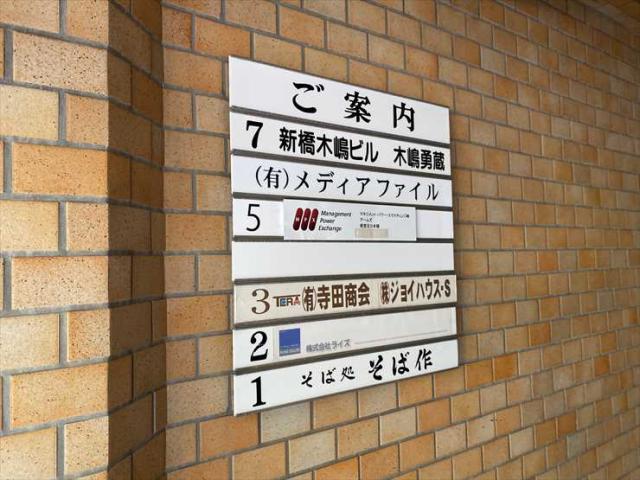 ご案内
7 新橋木嶋ビル 木嶋勇蔵
(有)メディアファイル
5 Management
Power
Exchange
3 TERA (有)寺田商会 (株)ジョイハウス・S
2 株式会社ライズ
1 そば処 そば作